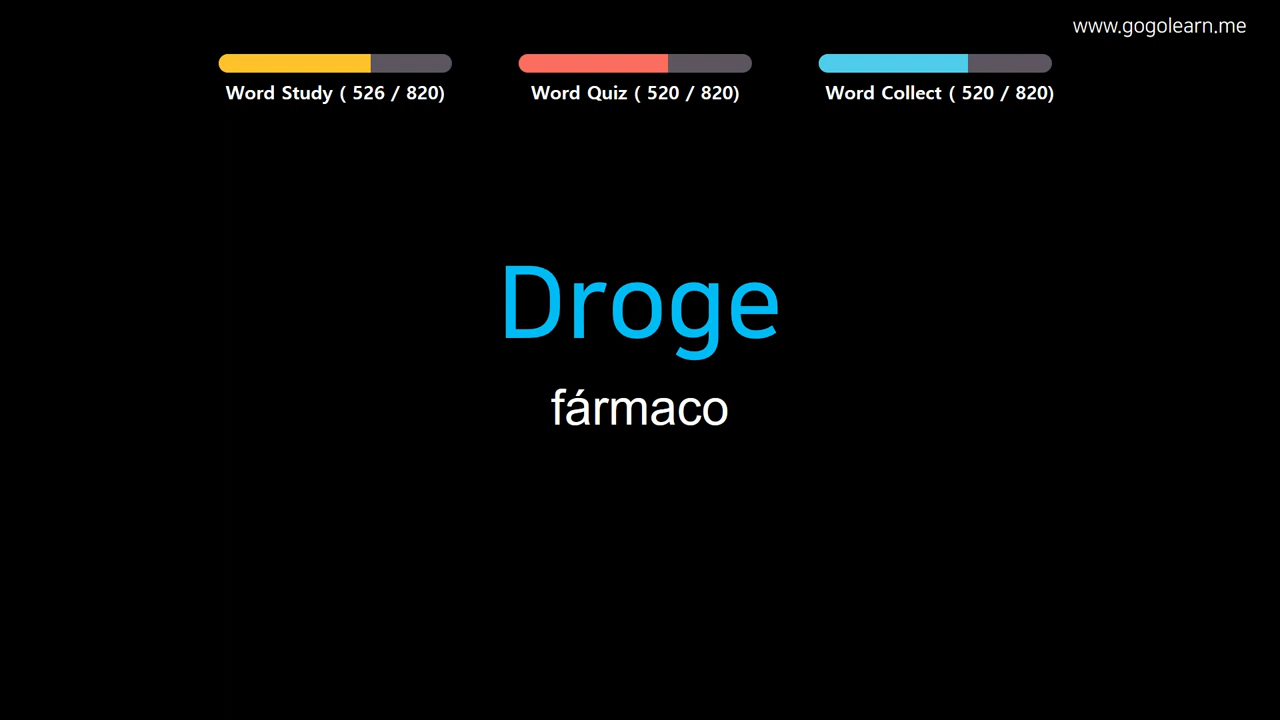 www.gogolearn.me
Word Study ( 526 / 820)
Word Quiz ( 520 / 820)
Word Collect ( 520 / 820)
Droge
fármaco